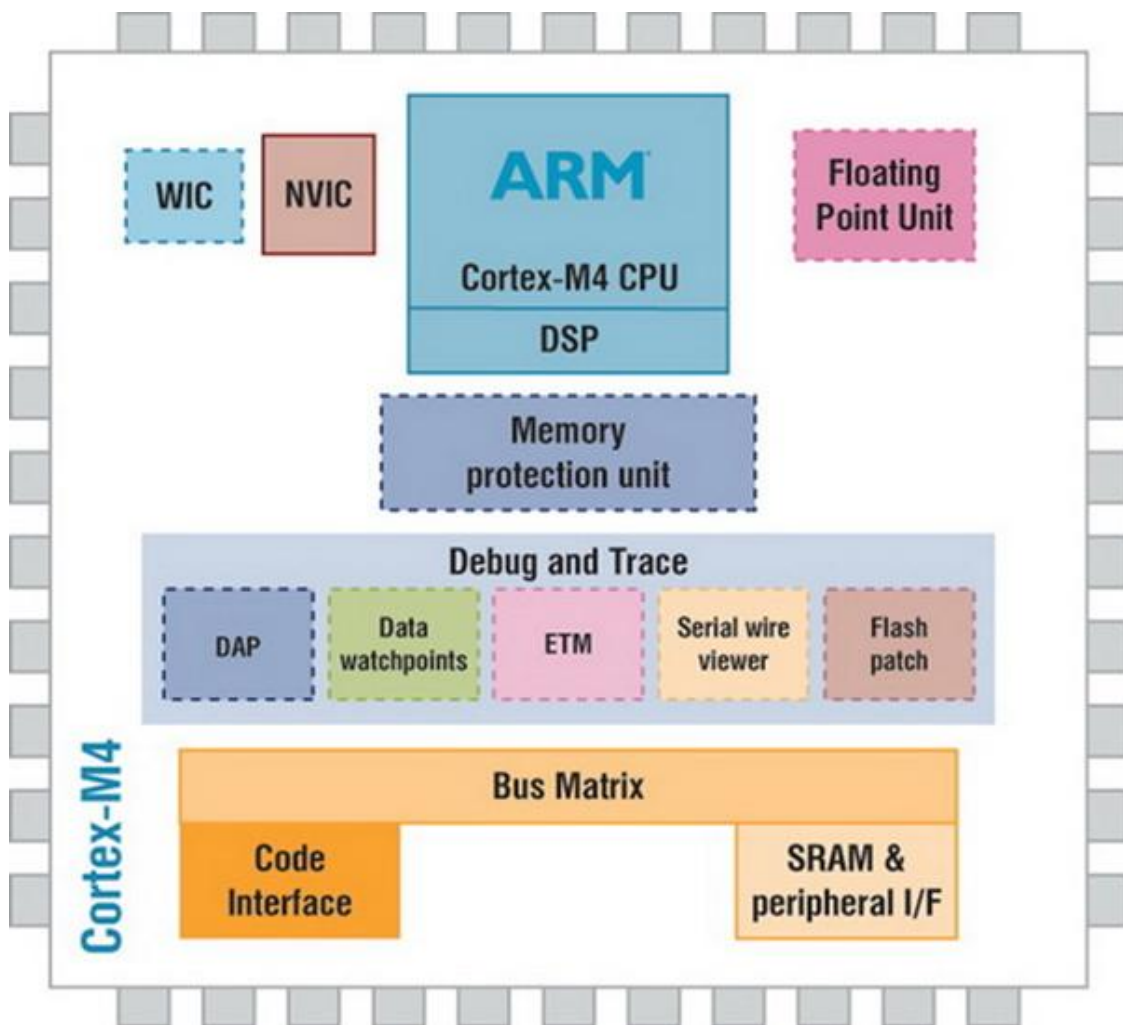 WIC
NVIC
ARM
Cortex-M4 CPU
DSP
Floating
Point Unit
Memory
protection unit
Debug and Trace
DAP
Data
watchpoints
ETM
Serial wire
viewer
Flash
patch
Bus Matrix
Code
Interface
SRAM &
peripheral I/F
Cortex-M4